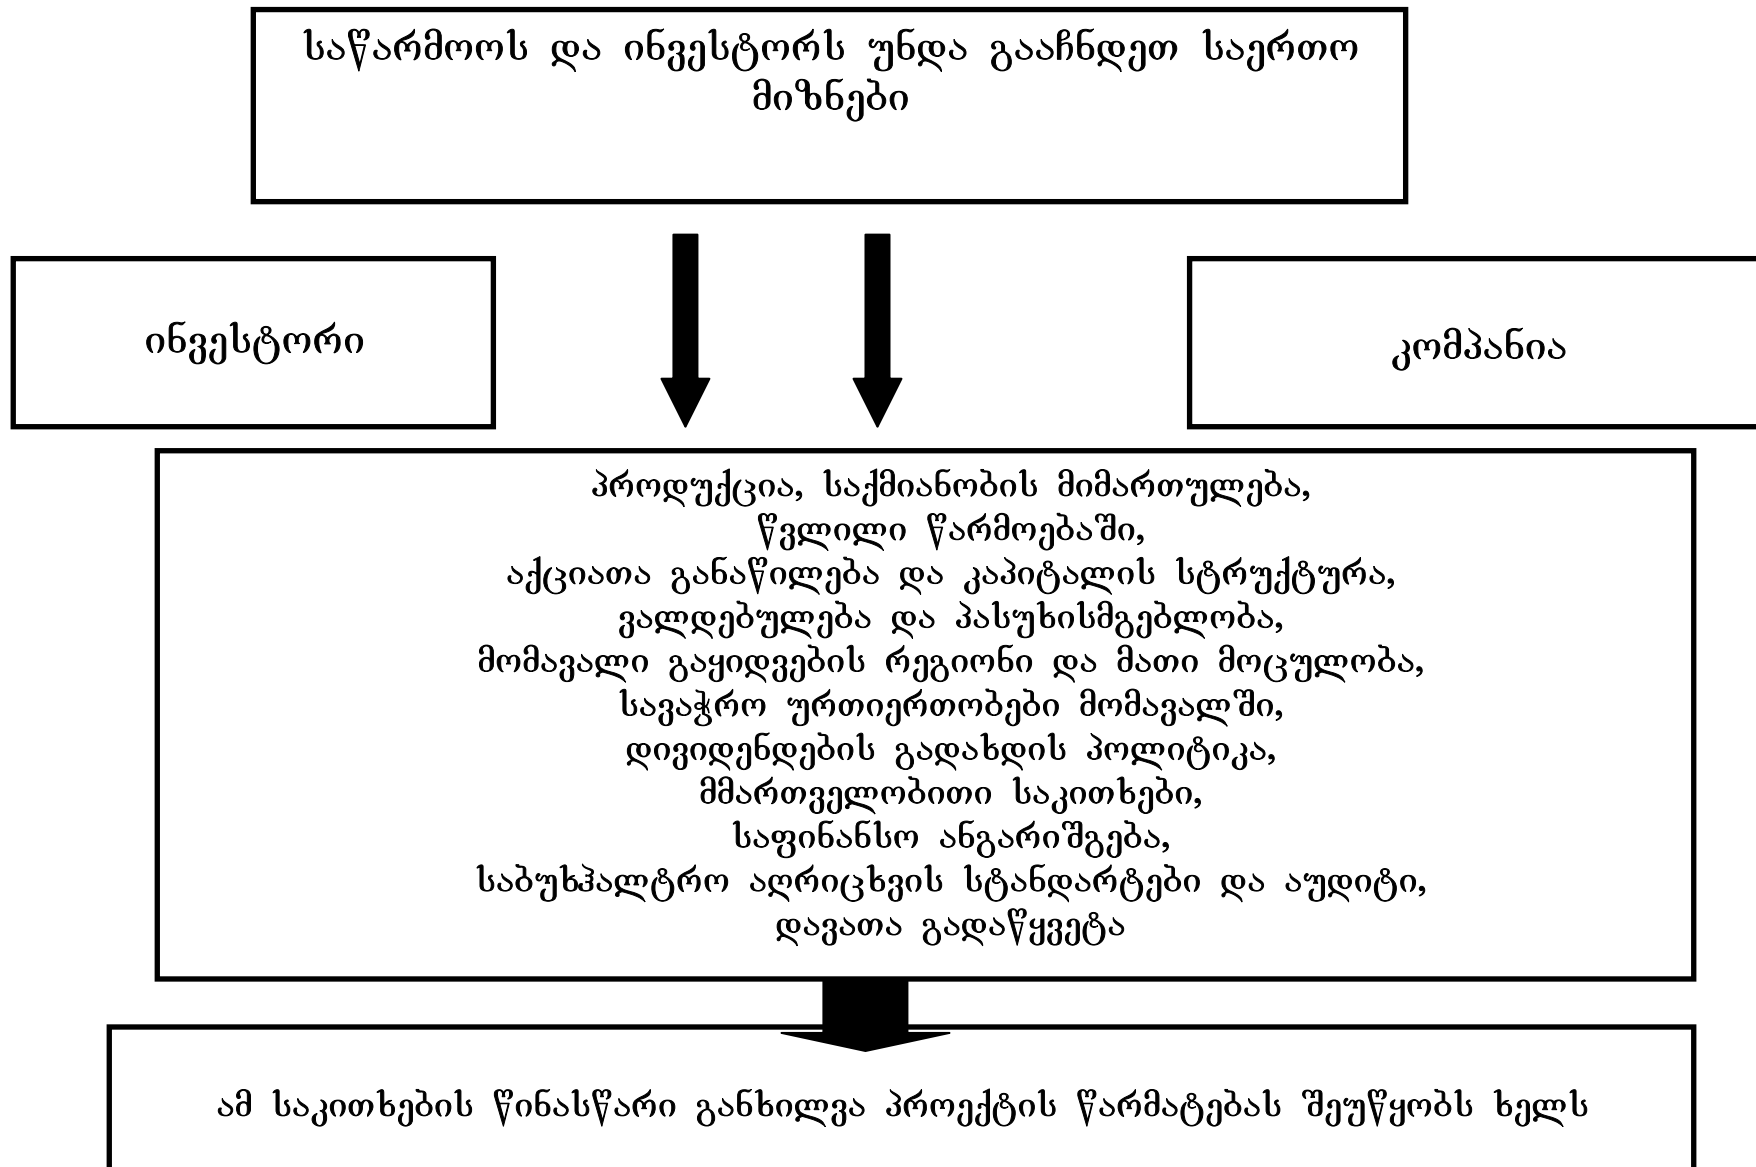 საწარმოოს და ინვესტორს უნდა გააჩნდეთ საერთო
მიზნები
ინვესტორი
კომპანია
პროდუქცია, საქმიანობის მიმართულება,
წვლილი წარმოებაში,
აქციათა განაწილება და კაპიტალის სტრუქტურა,
ვალდებულება და პასუხისმგებლობა,
მომავალი გაყიდვების რეგიონი და მათი მოცულობა,
სავაჭრო ურთიერთობები მომავალში,
დივიდენდების გადახდის პოლიტიკა,
მმართველობითი საკითხები,
საფინანსო ანგარიშგება,
საბუხჰალტრო აღრიცხვის სტანდარტები და აუდიტი,
დავათა გადაწყვეტა
ამ საკითხების წინასწარი განხილვა პროექტის წარმატებას შეუწყობს ხელს